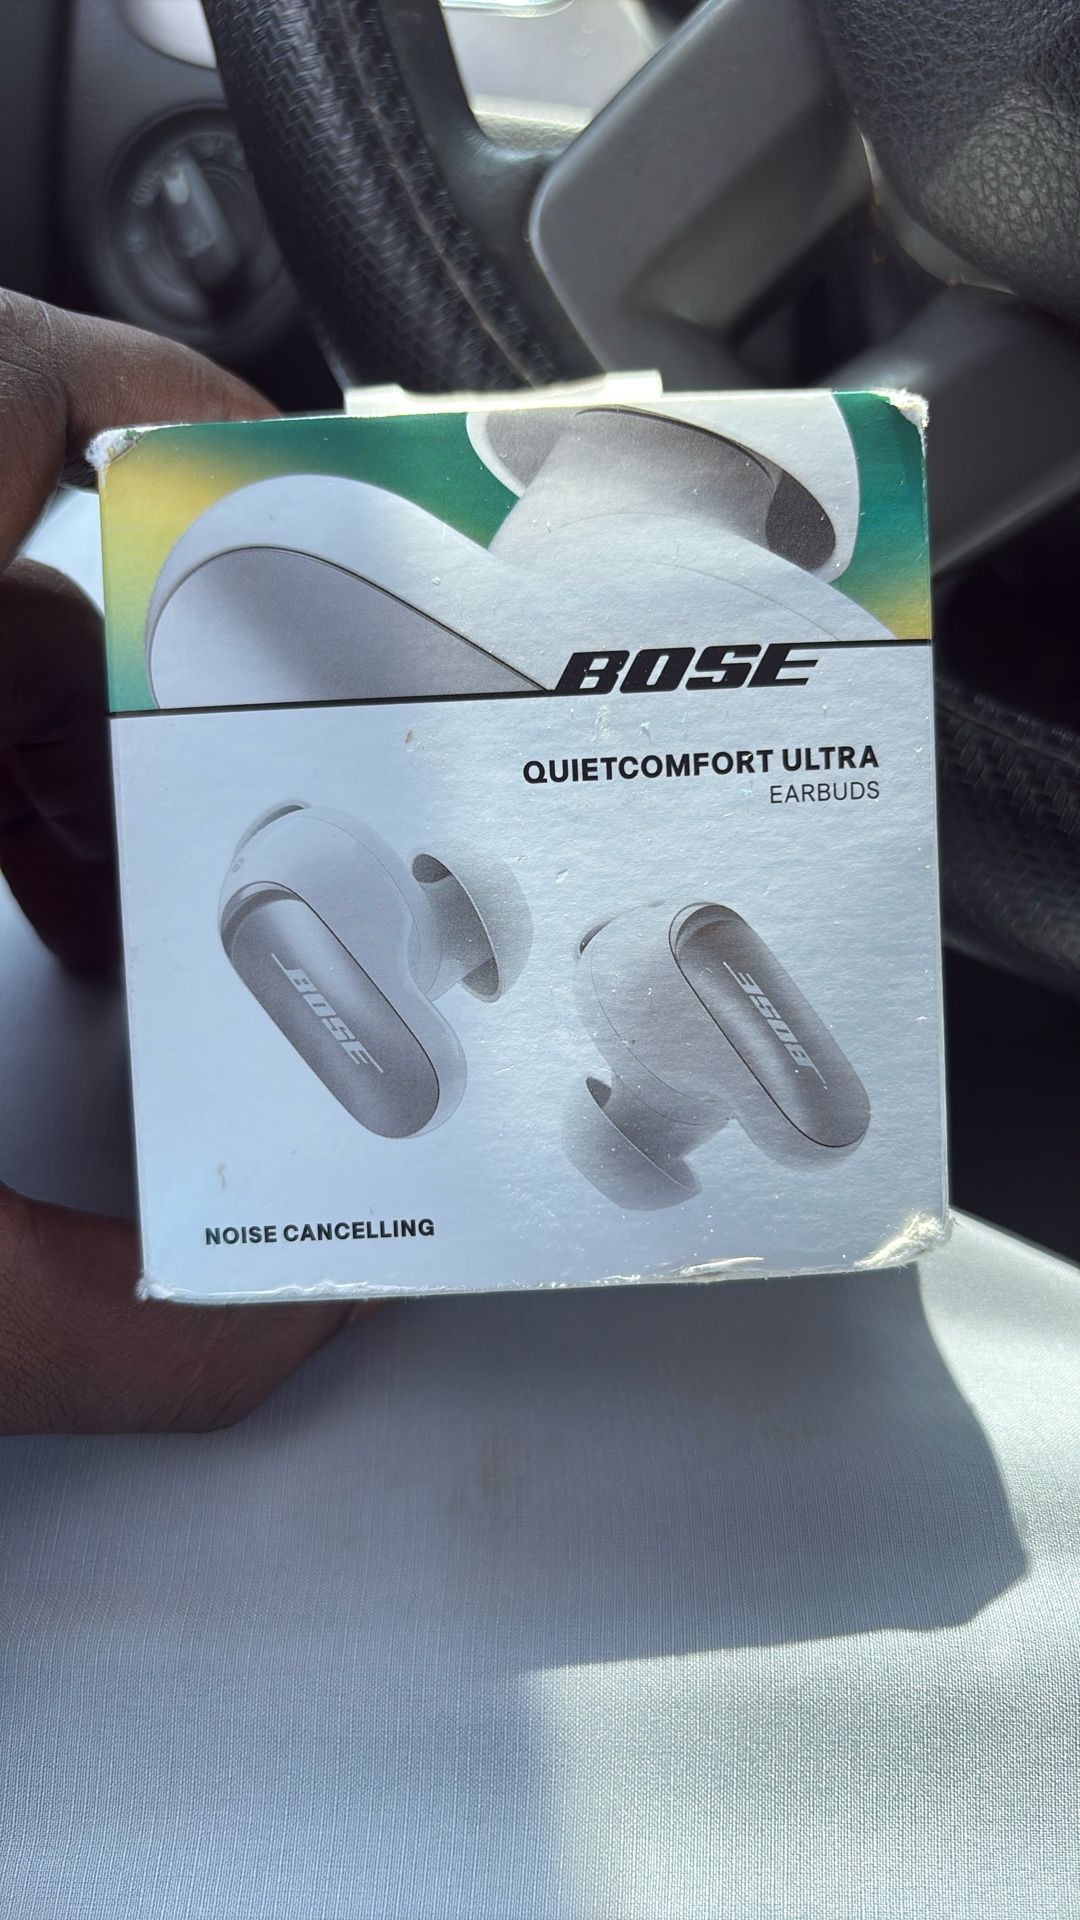 BOSE
QUIETCOMFORT ULTRA
EARBUDS
BOSE
BOSE
NOISE CANCELLING